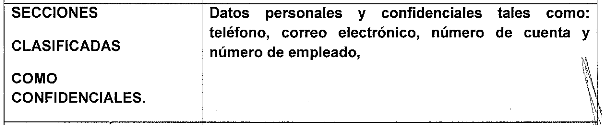 SECCIONES
CLASIFICADAS
COMO
CONFIDENCIALES.
Datos personales y confidenciales tales como:
teléfono, correo electrónico, número de cuenta y
número de empleado,